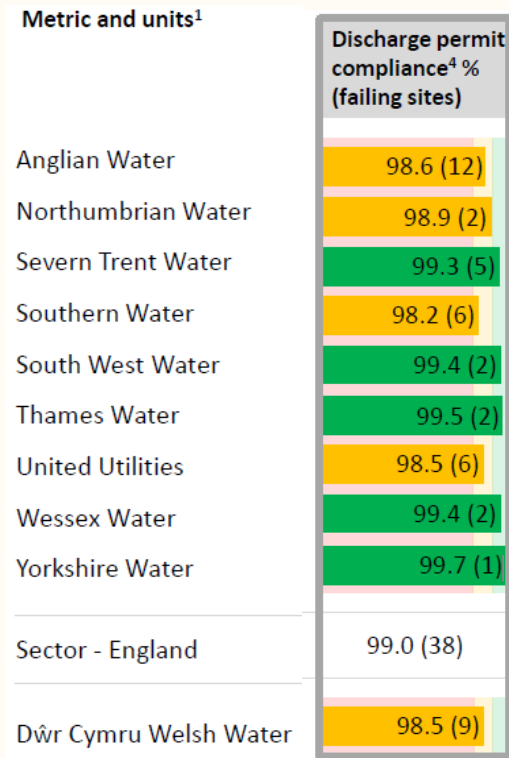 Metric and units¹
Discharge permit
compliance⁴ %
(failing sites)
Anglian Water 98.6 (12)
Northumbrian Water 98.9 (2)
Severn Trent Water 99.3 (5)
Southern Water 98.2 (6)
South West Water 99.4 (2)
Thames Water 99.5 (2)
United Utilities 98.5 (6)
Wessex Water 99.4 (2)
Yorkshire Water 99.7 (1)
Sector - England 99.0 (38)
Dŵr Cymru Welsh Water 98.5 (9)